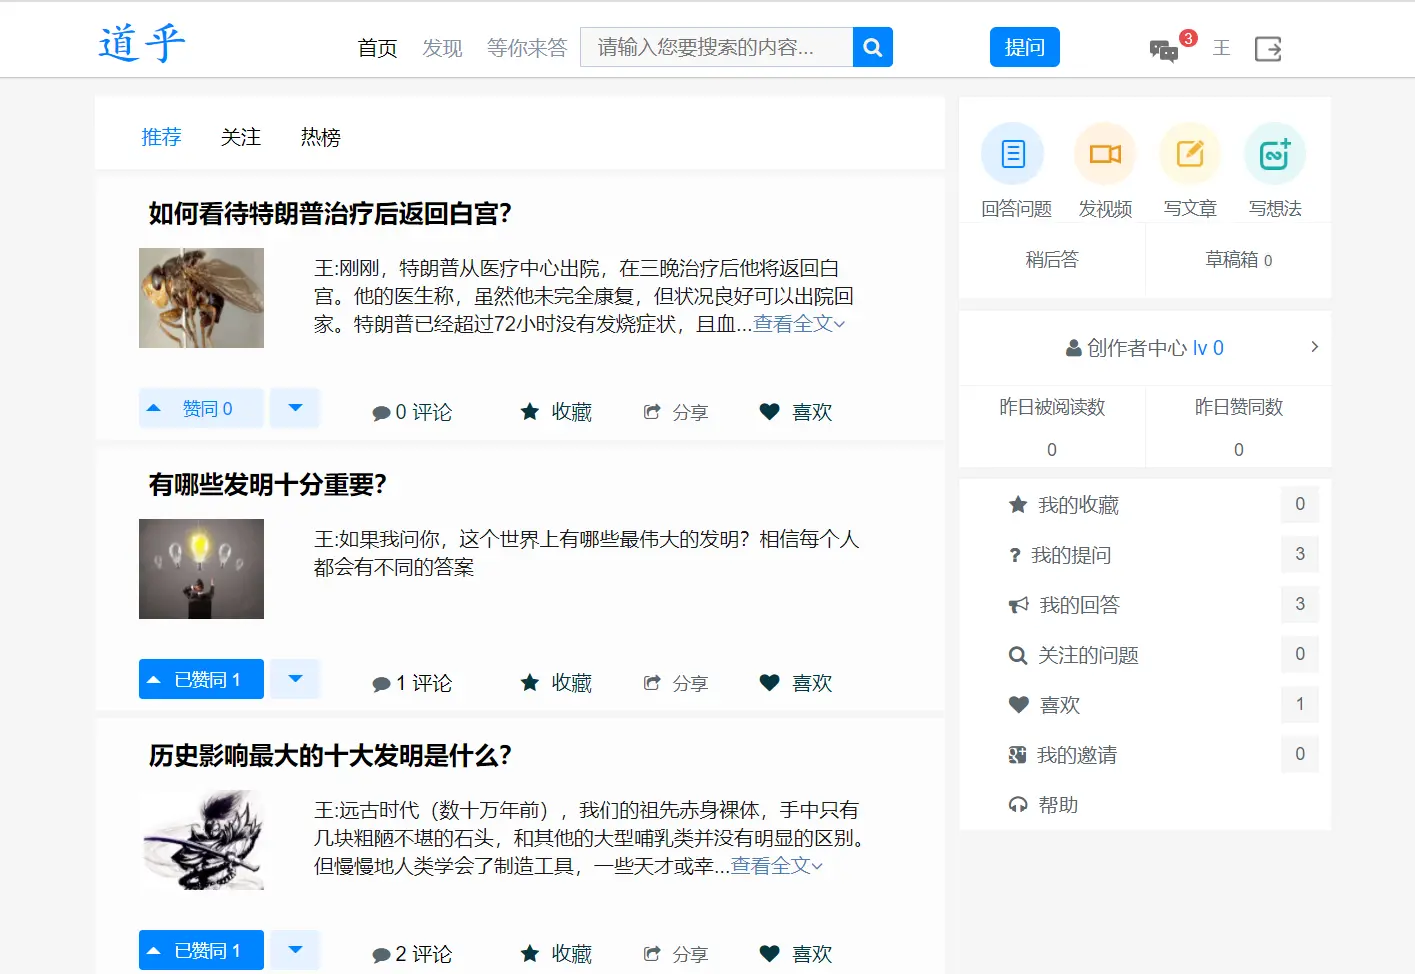 道乎
首页 发现 等你来答 请输入您要搜索的内容... 提问 3 王
推荐 关注 热榜
如何看待特朗普治疗后返回白宫？
王:刚刚，特朗普从医疗中心出院，在三晚治疗后他将返回白
宫。他的医生称，虽然他未完全康复，但状况良好可以出院回
家。特朗普已经超过72小时没有发烧症状，且血...查看全文
赞同 0 0 评论 收藏 分享 喜欢
有哪些发明十分重要？
王:如果我问你，这个世界上有哪些最伟大的发明？相信每个人
都会有不同的答案
已赞同 1 1 评论 收藏 分享 喜欢
历史影响最大的十大发明是什么？
王:远古时代（数十万年前），我们的祖先赤身裸体，手中只有
几块粗陋不堪的石头，和其他的大型哺乳类并没有明显的区别。
但慢慢地人类学会了制造工具，一些天才或幸...查看全文
已赞同 1 2 评论 收藏 分享 喜欢
回答问题 发视频 写文章 写想法
稍后答 草稿箱 0
创作者中心 lv 0
昨日被阅读数 昨日赞同数
0 0
我的收藏 0
我的提问 3
我的回答 3
关注的问题 0
喜欢 1
我的邀请 0
帮助